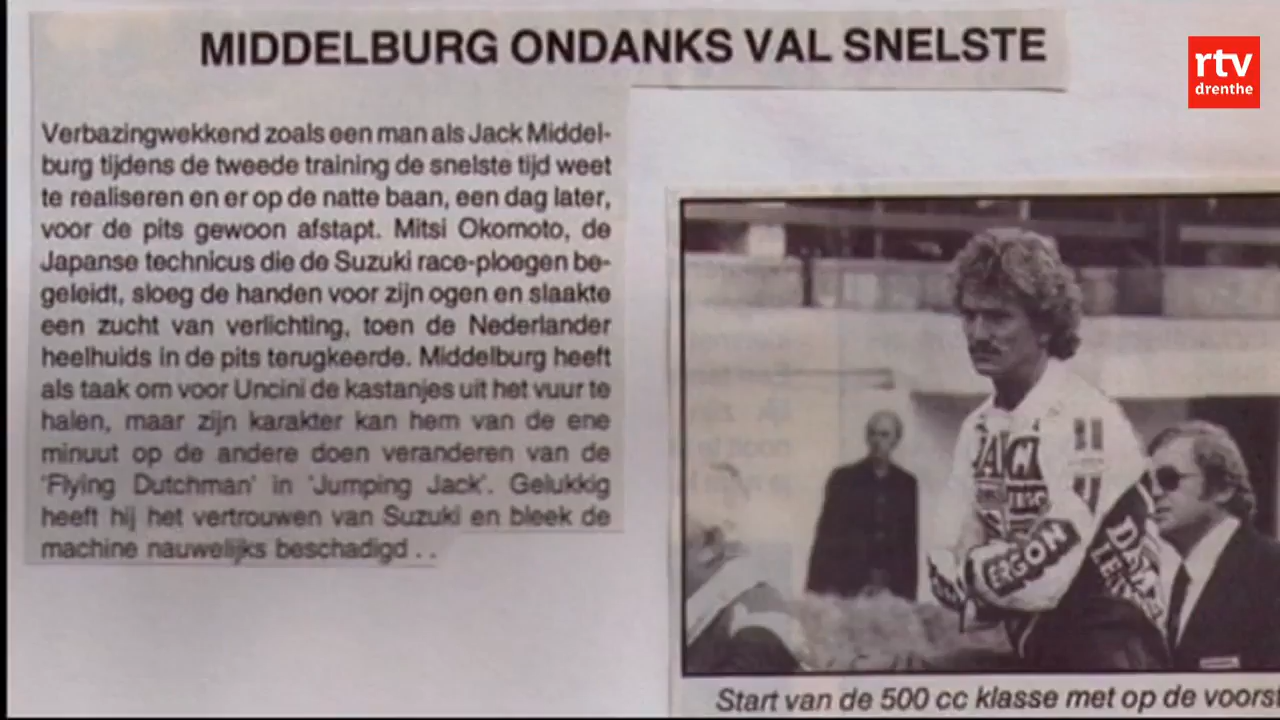 MIDDELBURG ONDANKS VAL SNELSTE
rtv
drenthe
Verbazingwekkend zoals een man als Jack Middel-
burg tijdens de tweede training de snelste tijd weet
te realiseren en er op de natte baan, een dag later,
voor de pits gewoon afstapt. Mitsi Okomoto, de
Japanse technicus die de Suzuki race-ploegen be-
geleidt, sloeg de handen voor zijn ogen en slaakte
een zucht van verlichting, toen de Nederlander
heelhuids in de pits terugkeerde. Middelburg heeft
als taak om voor Uncini de kastanjes uit het vuur te
halen, maar zijn karakter kan hem van de ene
minuut op de andere doen veranderen van de
'Flying Dutchman' in 'Jumping Jack'. Gelukkig
heeft hij het vertrouwen van Suzuki en bleek de
machine nauwelijks beschadigd . .
JACK
ERGON
Start van de 500 cc klasse met op de voorst